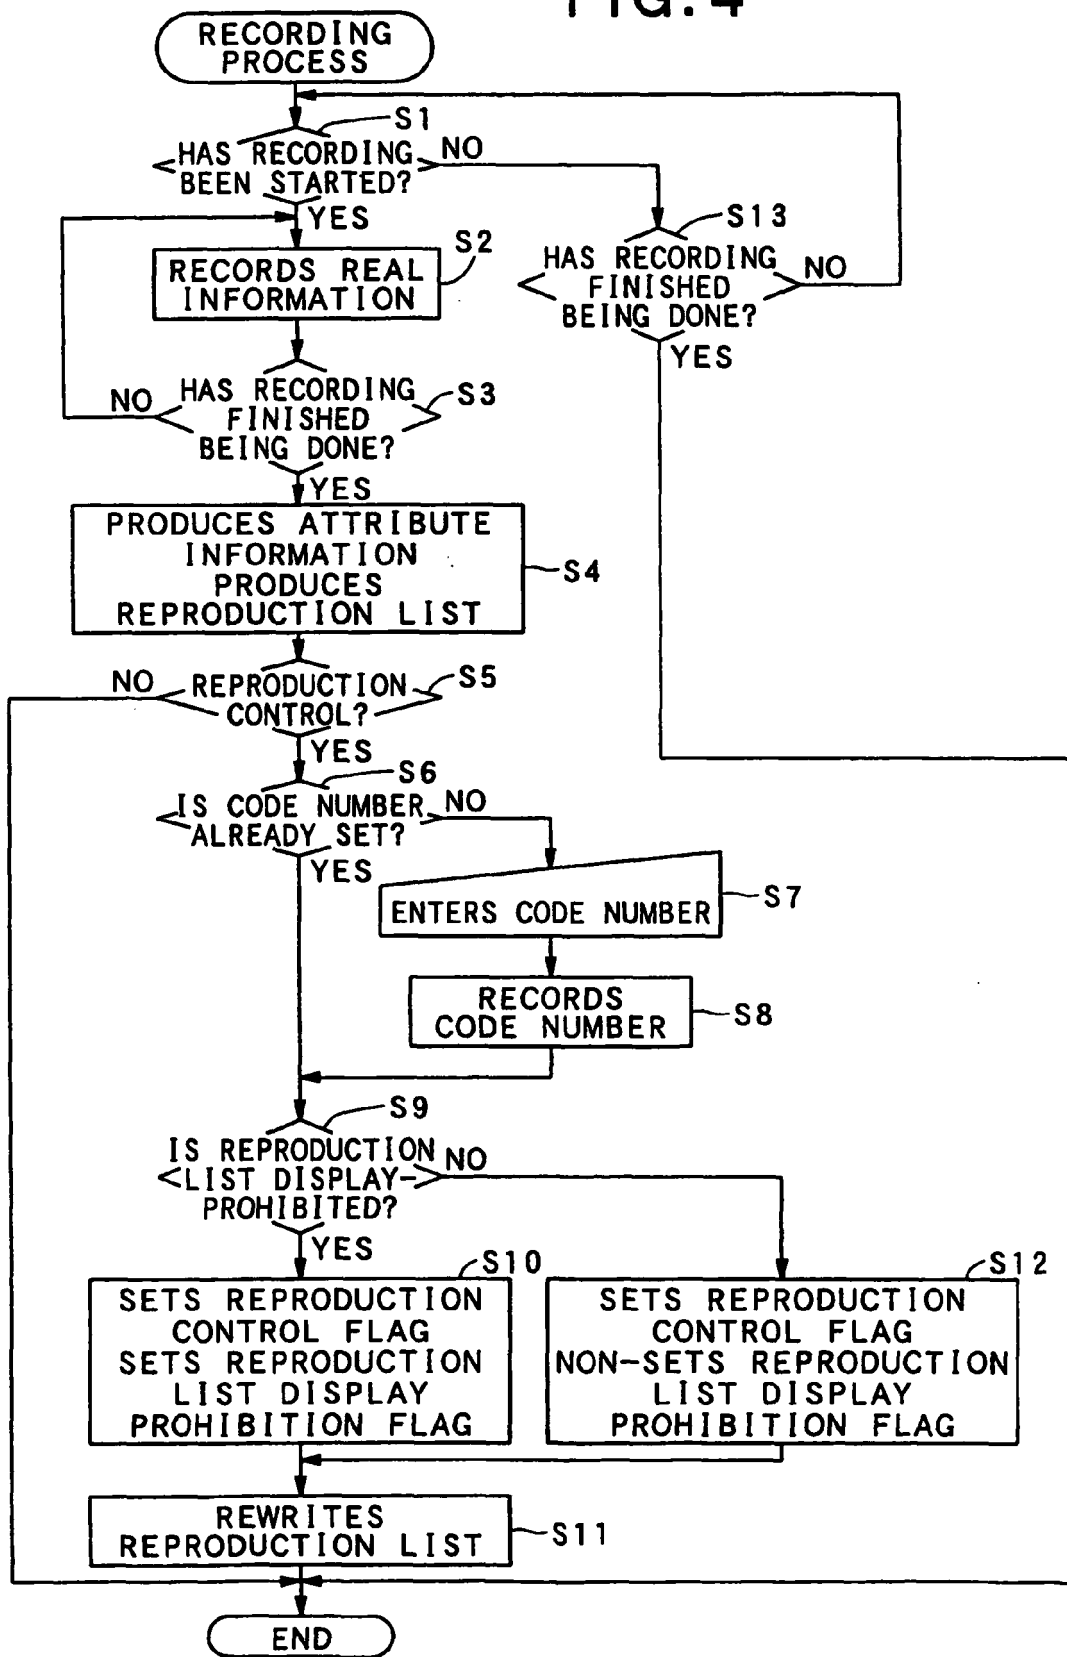 FIG.4
RECORDING
PROCESS
S1
HAS RECORDING
BEEN STARTED?
NO
YES
S13
HAS RECORDING
FINISHED
BEING DONE?
NO
YES
S2
RECORDS REAL
INFORMATION
NO
HAS RECORDING
FINISHED
BEING DONE?
S3
YES
PRODUCES ATTRIBUTE
INFORMATION
PRODUCES
REPRODUCTION LIST
S4
NO
REPRODUCTION
CONTROL?
S5
YES
S6
IS CODE NUMBER
ALREADY SET?
NO
YES
ENTERS CODE NUMBER
S7
RECORDS
CODE NUMBER
S8
S9
IS REPRODUCTION
LIST DISPLAY-
PROHIBITED?
NO
YES
S10
SETS REPRODUCTION
CONTROL FLAG
SETS REPRODUCTION
LIST DISPLAY
PROHIBITION FLAG
S12
SETS REPRODUCTION
CONTROL FLAG
NON-SETS REPRODUCTION
LIST DISPLAY
PROHIBITION FLAG
REWRITES
REPRODUCTION LIST
S11
END